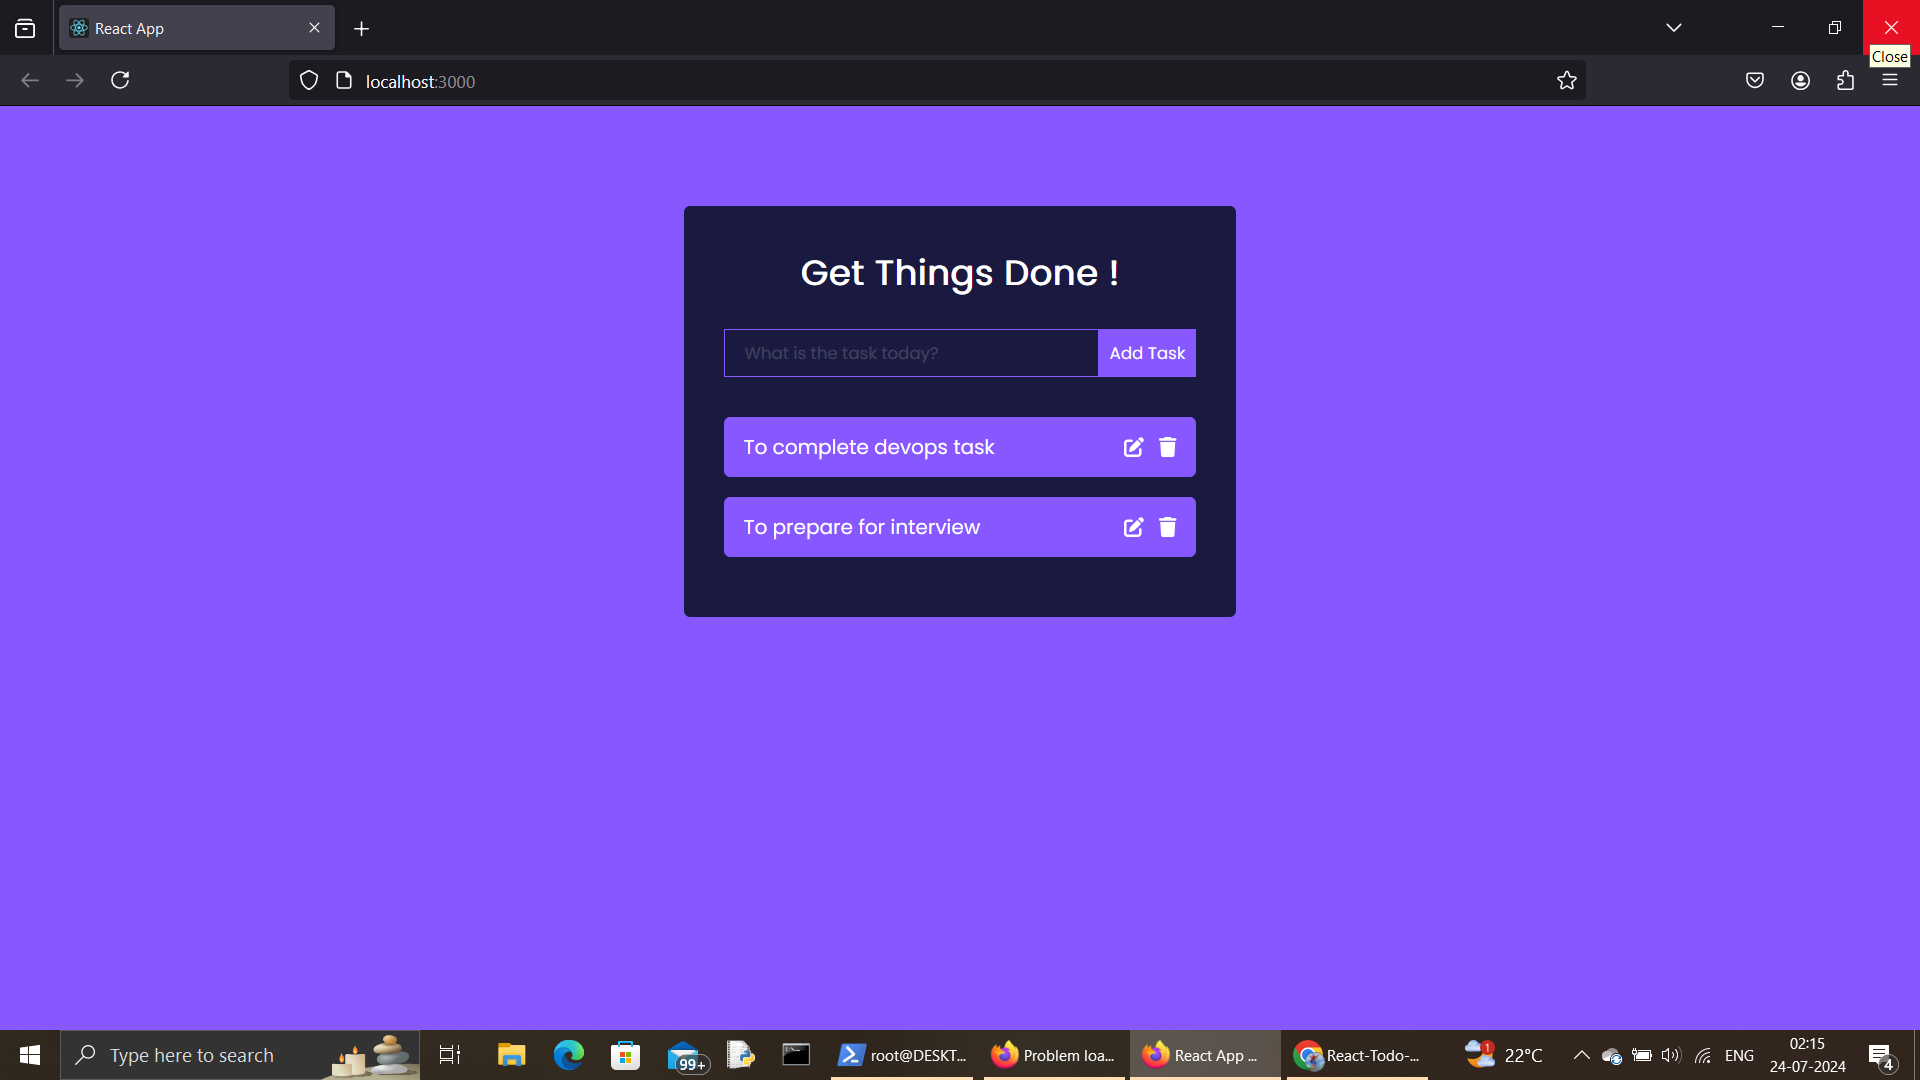 React App
Close
localhost:3000
Get Things Done !
What is the task today?
Add Task
To complete devops task
To prepare for interview
Type here to search
99+
root@DESKT...
Problem loa...
React App ...
React-Todo-...
1
22°C
ENG
02:15
24-07-2024
4